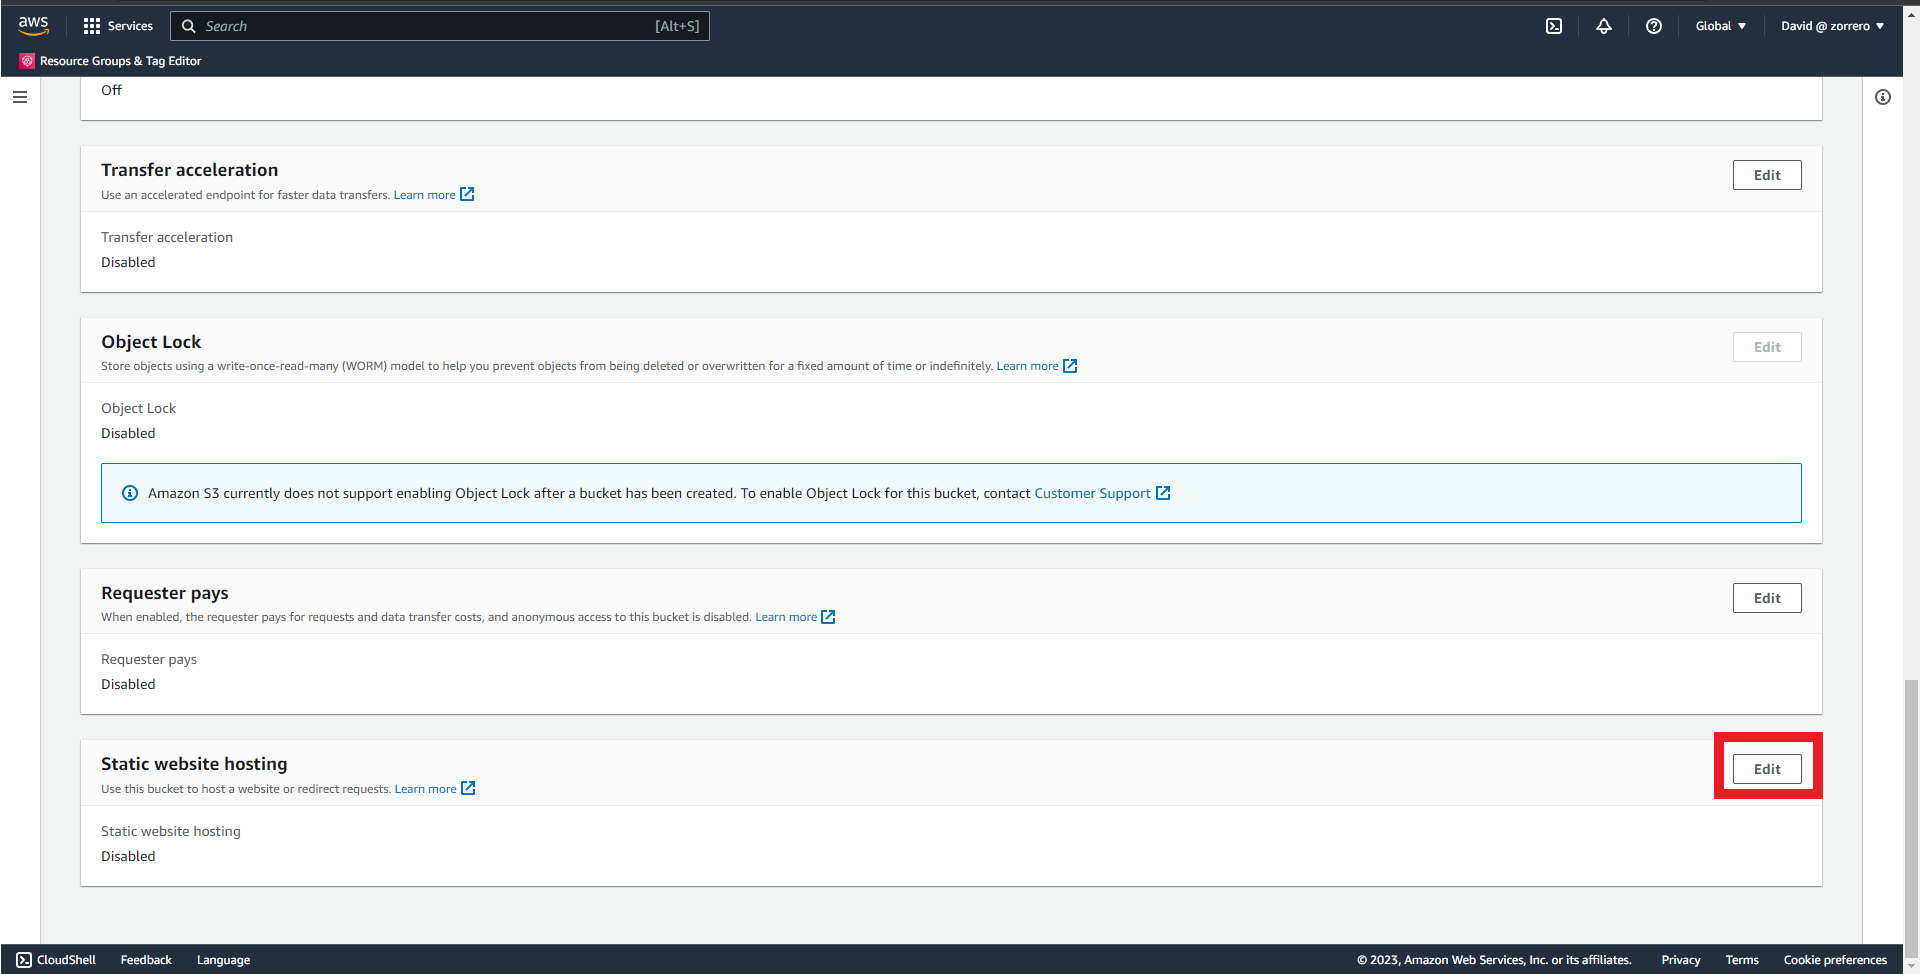 aws
Services
Search [Alt+S]
Global
David @ zorrero
Resource Groups & Tag Editor
Off
Transfer acceleration
Edit
Use an accelerated endpoint for faster data transfers. Learn more
Transfer acceleration
Disabled
Object Lock
Edit
Store objects using a write-once-read-many (WORM) model to help you prevent objects from being deleted or overwritten for a fixed amount of time or indefinitely. Learn more
Object Lock
Disabled
Amazon S3 currently does not support enabling Object Lock after a bucket has been created. To enable Object Lock for this bucket, contact Customer Support
Requester pays
Edit
When enabled, the requester pays for requests and data transfer costs, and anonymous access to this bucket is disabled. Learn more
Requester pays
Disabled
Static website hosting
Edit
Use this bucket to host a website or redirect requests. Learn more
Static website hosting
Disabled
CloudShell
Feedback
Language
© 2023, Amazon Web Services, Inc. or its affiliates.
Privacy
Terms
Cookie preferences